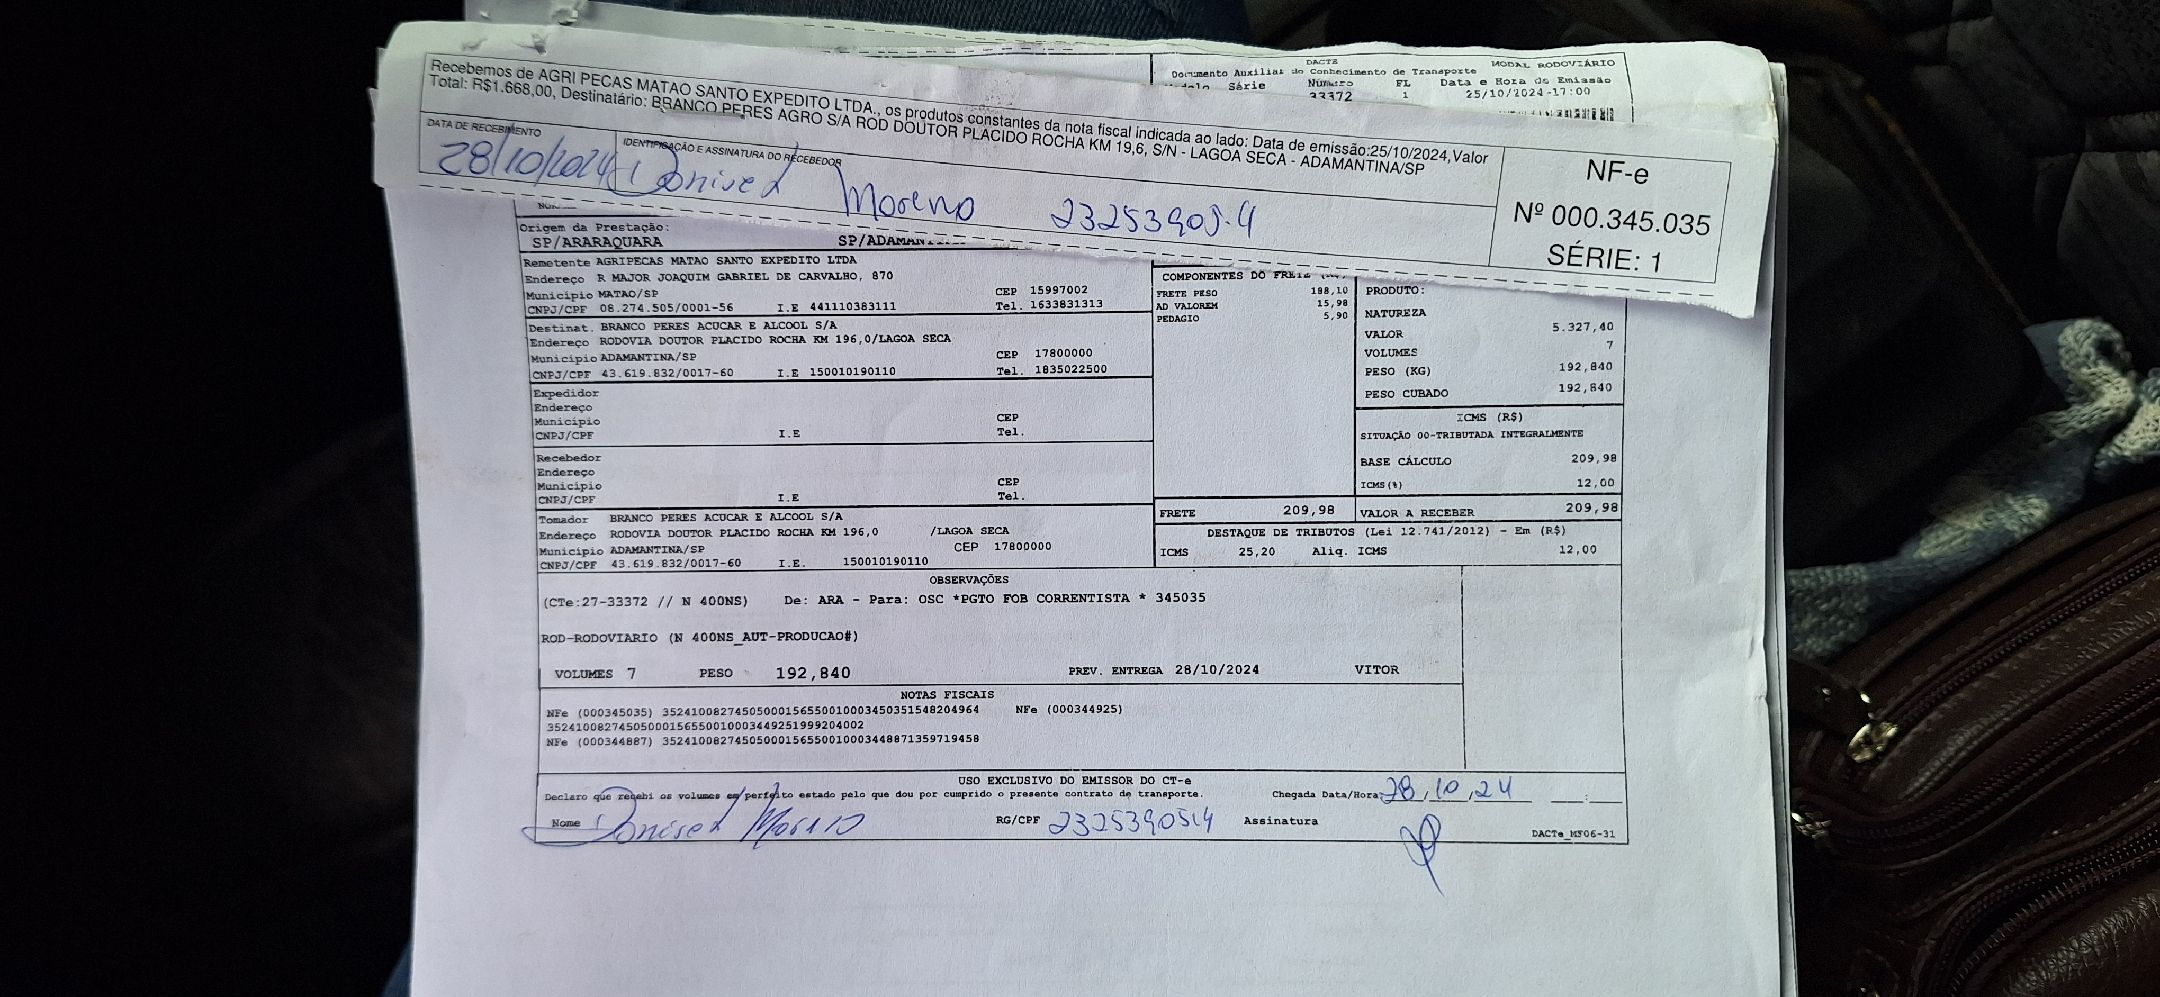 Recebemos de AGRI PECAS MATAO SANTO EXPEDITO LTDA., os produtos constantes da nota fiscal indicada ao lado: Data de emissão:25/10/2024,Valor
Total: R$1.668,00, Destinatário: BRANCO PERES AGRO S/A ROD DOUTOR PLACIDO ROCHA KM 19,6, S/N - LAGOA SECA - ADAMANTINA/SP
DATA DE RECEBIMENTO
IDENTIFICAÇÃO E ASSINATURA DO RECEBEDOR
28/10/2024 Donised Moreno
NF-e
Nº 000.345.035
SÉRIE: 1
DACTE
MODAL RODOVIÁRIO
Documento Auxiliar do Conhecimento de Transporte
Série Número FL Data e Hora de Emissão
33372 1 25/10/2024-17:00
Origem da Prestação:
SP/ARARAQUARA
Remetente AGRIPECAS MATAO SANTO EXPEDITO LTDA
Endereço R MAJOR JOAQUIM GABRIEL DE CARVALHO, 870
Município MATAO/SP CEP 15997002
CNPJ/CPF 08.274.505/0001-56 I.E 441110383111 Tel. 1633831313
Destinat. BRANCO PERES ACUCAR E ALCOOL S/A
Endereço RODOVIA DOUTOR PLACIDO ROCHA KM 196,0/LAGOA SECA
Município ADAMANTINA/SP CEP 17800000
CNPJ/CPF 43.619.832/0017-60 I.E 150010190110 Tel. 1835022500
Expedidor
Endereço
Município CEP
CNPJ/CPF I.E Tel.
Recebedor
Endereço
Município CEP
CNPJ/CPF I.E Tel.
Tomador BRANCO PERES ACUCAR E ALCOOL S/A
Endereço RODOVIA DOUTOR PLACIDO ROCHA KM 196,0 /LAGOA SECA
Município ADAMANTINA/SP CEP 17800000
CNPJ/CPF 43.619.832/0017-60 I.E. 150010190110
COMPONENTES DO FRETE
FRETE PESO 188,10
AD VALOREM 15,98
PEDAGIO 5,90
PRODUTO:
NATUREZA
VALOR 5.327,40
VOLUMES 7
PESO (KG) 192,840
PESO CUBADO 192,840
ICMS (R$)
SITUAÇÃO 00-TRIBUTADA INTEGRALMENTE
BASE CÁLCULO 209,98
ICMS(%) 12,00
FRETE 209,98 VALOR A RECEBER 209,98
DESTAQUE DE TRIBUTOS (Lei 12.741/2012) - Em (R$)
ICMS 25,20 Aliq. ICMS 12,00
OBSERVAÇÕES
(CTe:27-33372 // N 400NS) De: ARA - Para: OSC *PGTO FOB CORRENTISTA * 345035
ROD-RODOVIARIO (N 400NS_AUT-PRODUCAO#)
VOLUMES 7 PESO 192,840 PREV. ENTREGA 28/10/2024 VITOR
NOTAS FISCAIS
NFe (000345035) 35241008274505000156550010003450351548204964 NFe (000344925)
35241008274505000156550010003449251999204002
NFe (000344887) 35241008274505000156550010003448871359719458
USO EXCLUSIVO DO EMISSOR DO CT-e
Declaro que recebi os volumes em perfeito estado pelo que dou por cumprido o presente contrato de transporte. Chegada Data/Hora: 28,10,24
Nome Donised Moreno RG/CPF 2325390514 Assinatura
DACTe_MF06-31